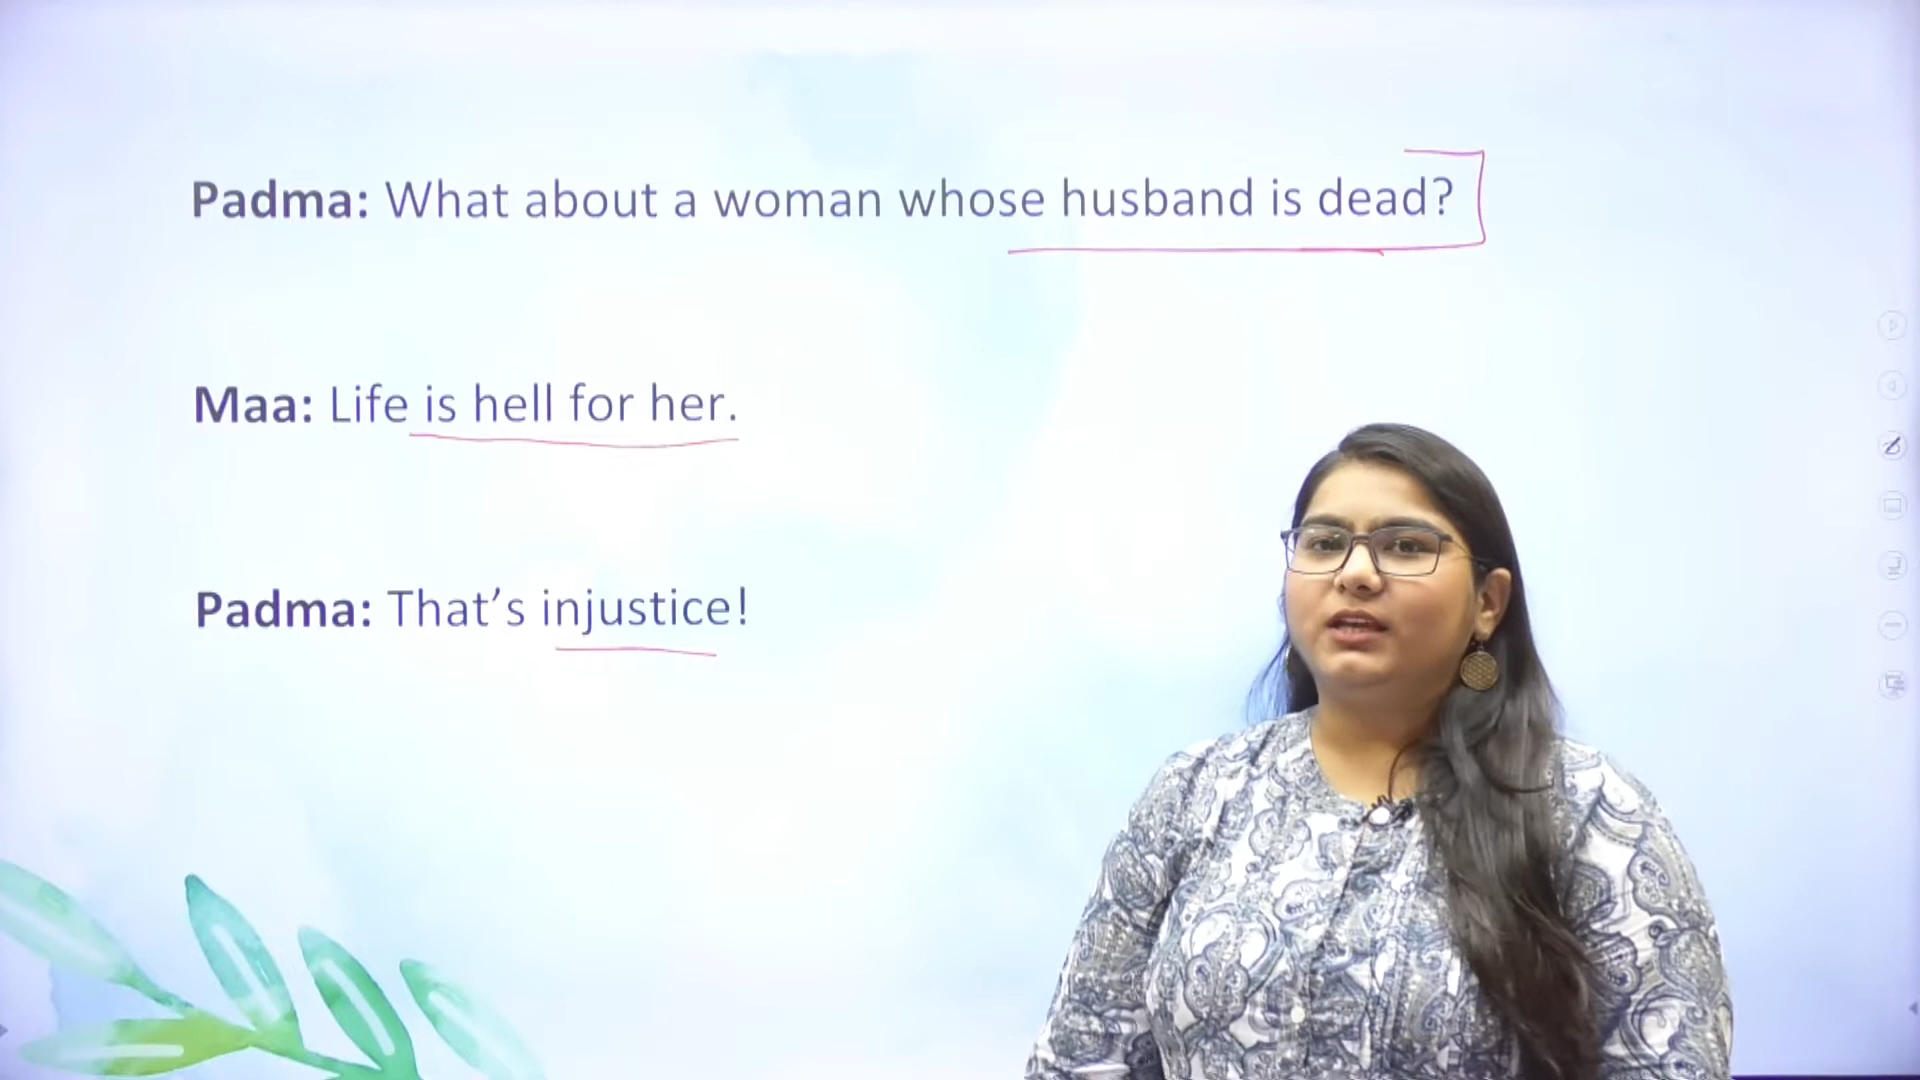 Padma: What about a woman whose husband is dead?
Maa: Life is hell for her.
Padma: That’s injustice!